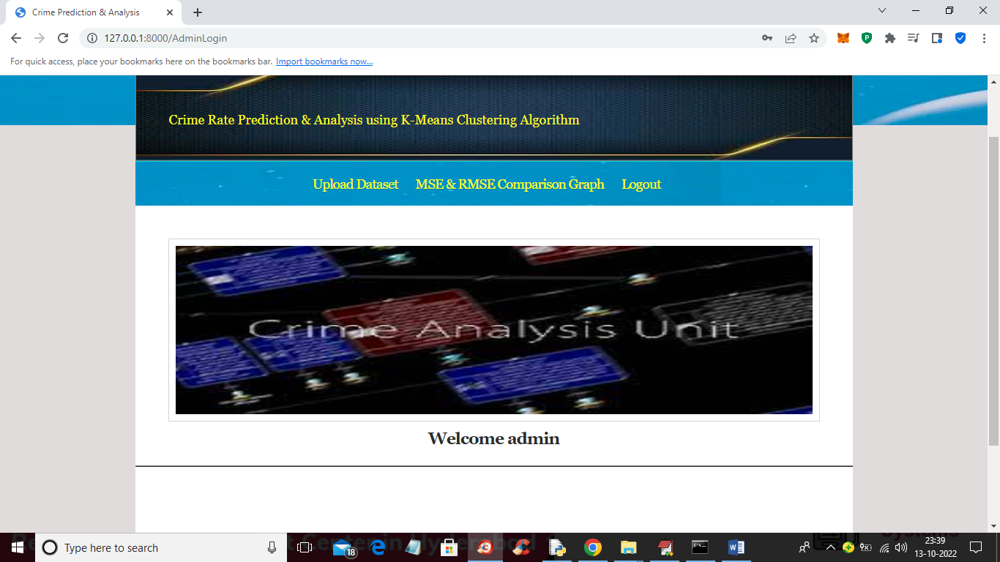 Crime Prediction & Analysis
127.0.0.1:8000/AdminLogin
For quick access, place your bookmarks here on the bookmarks bar. Import bookmarks now...
Crime Rate Prediction & Analysis using K-Means Clustering Algorithm
Upload Dataset MSE & RMSE Comparison Graph Logout
Crime Analysis Unit
Welcome admin
Type here to search
18
23:39
13-10-2022